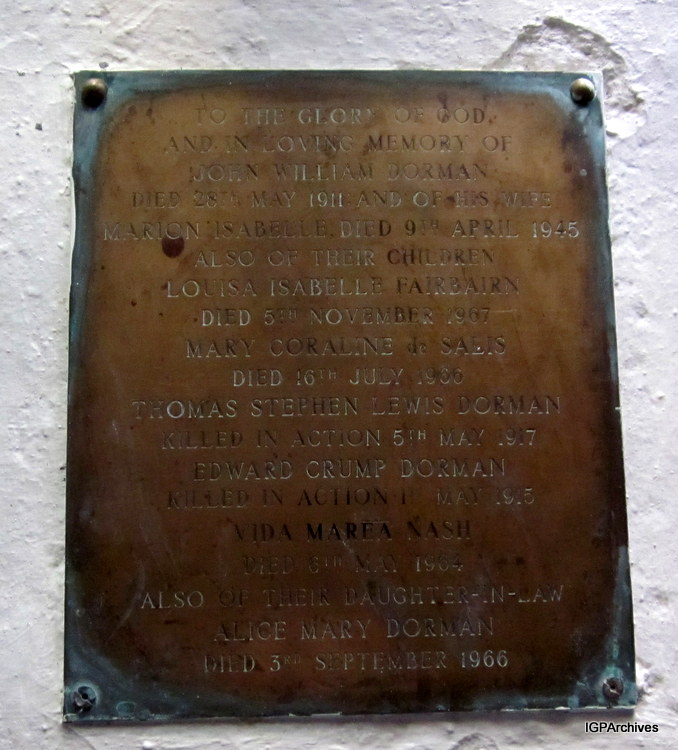 TO THE GLORY OF GOD,
AND IN LOVING MEMORY OF
JOHN WILLIAM DORMAN
DIED 28TH MAY 1911 AND OF HIS WIFE
MARION ISABELLE, DIED 9TH APRIL 1945
ALSO OF THEIR CHILDREN
LOUISA ISABELLE FAIRBAIRN
DIED 5TH NOVEMBER 1967
MARY CORALINE de SALIS
DIED 16TH JULY 1966
THOMAS STEPHEN LEWIS DORMAN
KILLED IN ACTION 5TH MAY 1917
EDWARD CRUMP DORMAN
KILLED IN ACTION MAY 1915
VIDA MAREA NASH
DIED MAY 1964
ALSO OF THEIR DAUGHTER-IN-LAW
ALICE MARY DORMAN
DIED 3RD SEPTEMBER 1966
IGPArchives